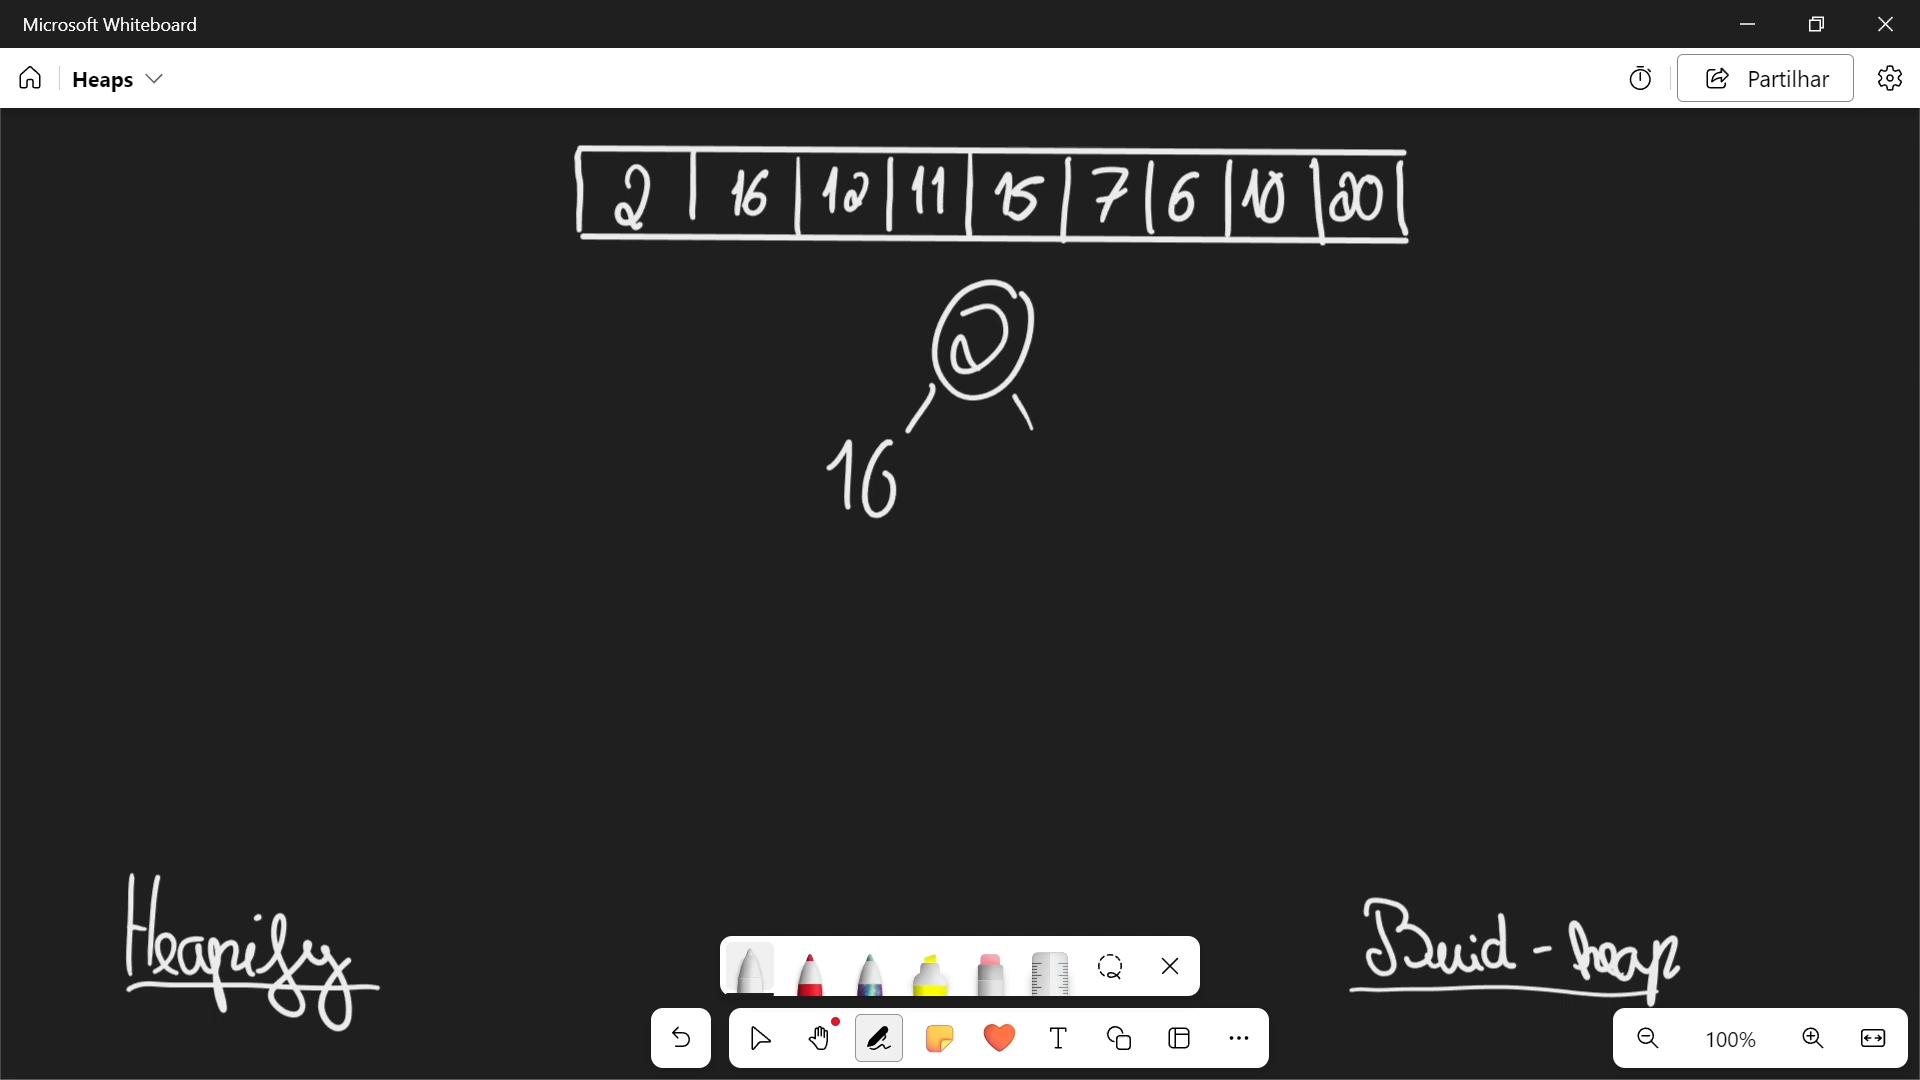 Microsoft Whiteboard
Heaps
Partilhar
2 16 12 11 15 7 6 10 20
2
16
Heapify
Buid - heap
T
100%